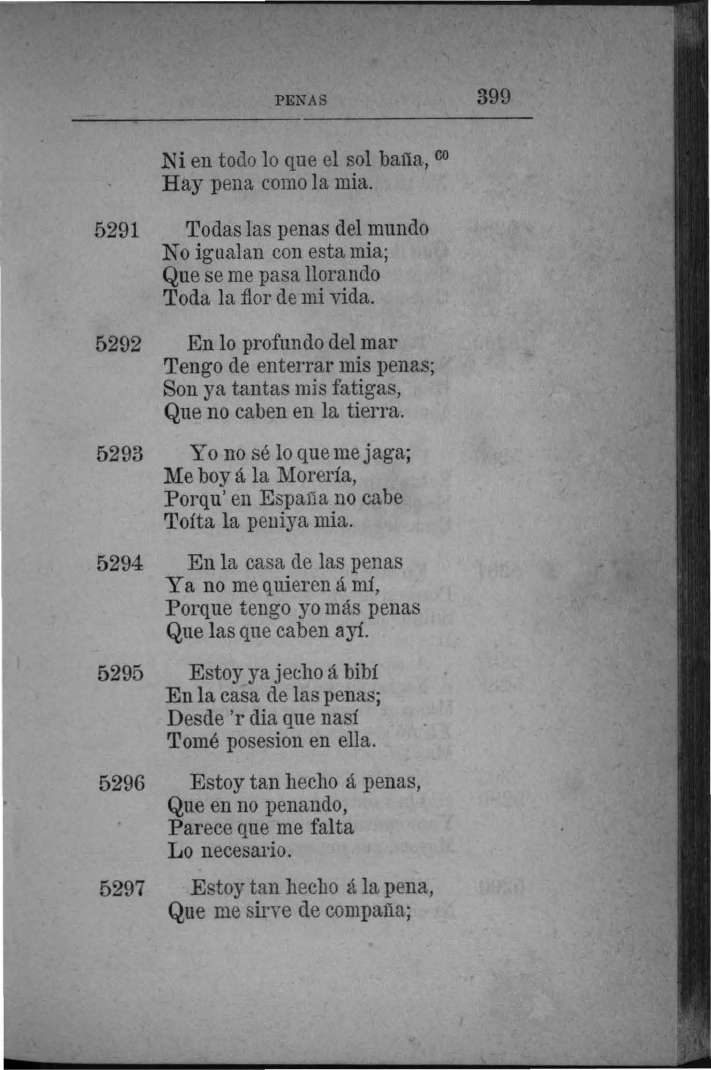 PENAS 399
Ni en todo lo que el sol baña, co
Hay pena como la mia.
5291 Todas las penas del mundo
No igualan con esta mia;
Que se me pasa llorando
Toda la flor de mi vida.
5292 En lo profundo del mar
Tengo de enterrar mis penas;
Son ya tantas mis fatigas,
Que no caben en la tierra.
5293 Yo no sé lo que me jaga;
Me boy á la Morería,
Porqu' en España no cabe
Toíta la peniya mia.
5294 En la casa de las penas
Ya no me quieren á mí,
Porque tengo yo más penas
Que las que caben ayí.
5295 Estoy ya jecho á bibí
En la casa de las penas;
Desde 'r dia que nasí
Tomé posesion en ella.
5296 Estoy tan hecho á penas,
Que en no penando,
Parece que me falta
Lo necesario.
5297 Estoy tan hecho á la pena,
Que me sirve de compaña;